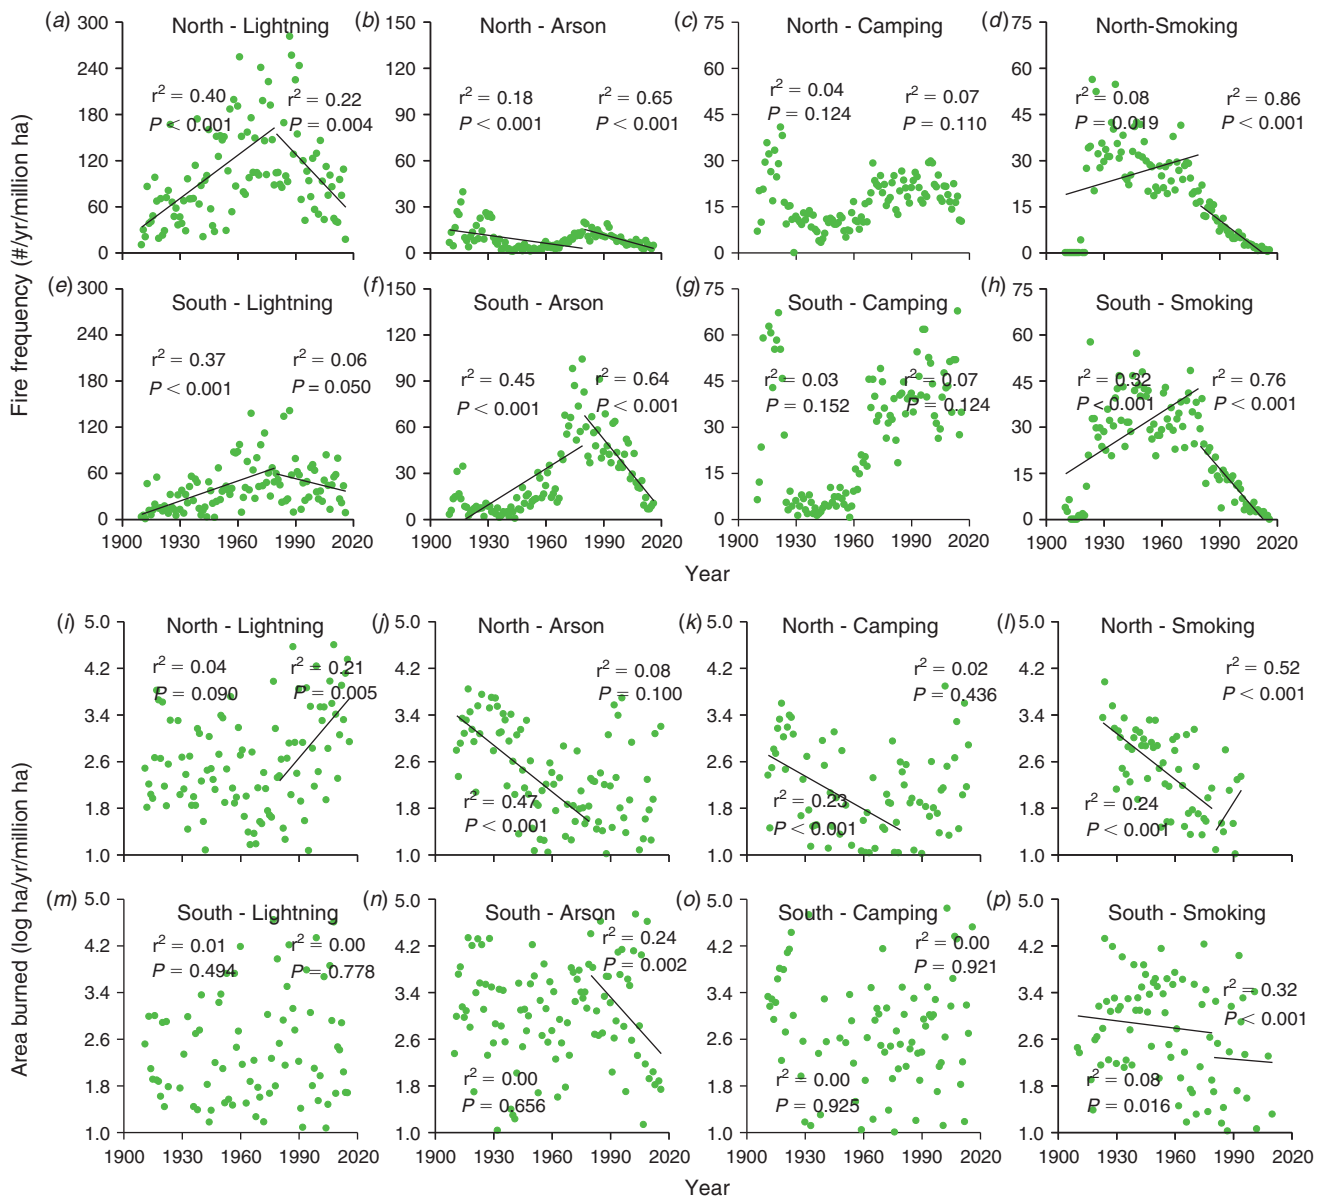 (a) North - Lightning
(b) North - Arson
(c) North - Camping
(d) North-Smoking
300
240
180
120
60
0
r² = 0.40
P < 0.001
r² = 0.22
P = 0.004
150
120
90
60
30
0
r² = 0.18
P < 0.001
r² = 0.65
P < 0.001
75
60
45
30
15
0
r² = 0.04
P = 0.124
r² = 0.07
P = 0.110
75
60
45
30
15
0
r² = 0.08
P = 0.019
r² = 0.86
P < 0.001
Fire frequency (#/yr/million ha)
(e) South - Lightning
(f) South - Arson
(g) South - Camping
(h) South - Smoking
300
240
180
120
60
0
r² = 0.37
P < 0.001
r² = 0.06
P = 0.050
1900 1930 1960 1990 2020
150
120
90
60
30
0
r² = 0.45
P < 0.001
r² = 0.64
P < 0.001
1900 1930 1960 1990 2020
75
60
45
30
15
0
r² = 0.03
P = 0.152
r² = 0.07
P = 0.124
1900 1930 1960 1990 2020
75
60
45
30
15
0
r² = 0.32
P < 0.001
r² = 0.76
P < 0.001
1900 1930 1960 1990 2020
Year
(i) North - Lightning
(j) North - Arson
(k) North - Camping
(l) North - Smoking
5.0
4.2
3.4
2.6
1.8
1.0
r² = 0.04
P = 0.090
r² = 0.21
P = 0.005
5.0
4.2
3.4
2.6
1.8
1.0
r² = 0.08
P = 0.100
r² = 0.47
P < 0.001
5.0
4.2
3.4
2.6
1.8
1.0
r² = 0.02
P = 0.436
r² = 0.23
P < 0.001
5.0
4.2
3.4
2.6
1.8
1.0
r² = 0.52
P < 0.001
r² = 0.24
P < 0.001
Area burned (log ha/yr/million ha)
(m) South - Lightning
(n) South - Arson
(o) South - Camping
(p) South - Smoking
5.0
4.2
3.4
2.6
1.8
1.0
r² = 0.01
P = 0.494
r² = 0.00
P = 0.778
1900 1930 1960 1990 2020
5.0
4.2
3.4
2.6
1.8
1.0
r² = 0.24
P = 0.002
r² = 0.00
P = 0.656
1900 1930 1960 1990 2020
5.0
4.2
3.4
2.6
1.8
1.0
r² = 0.00
P = 0.921
r² = 0.00
P = 0.925
1900 1930 1960 1990 2020
5.0
4.2
3.4
2.6
1.8
1.0
r² = 0.32
P < 0.001
r² = 0.08
P = 0.016
1900 1930 1960 1990 2020
Year